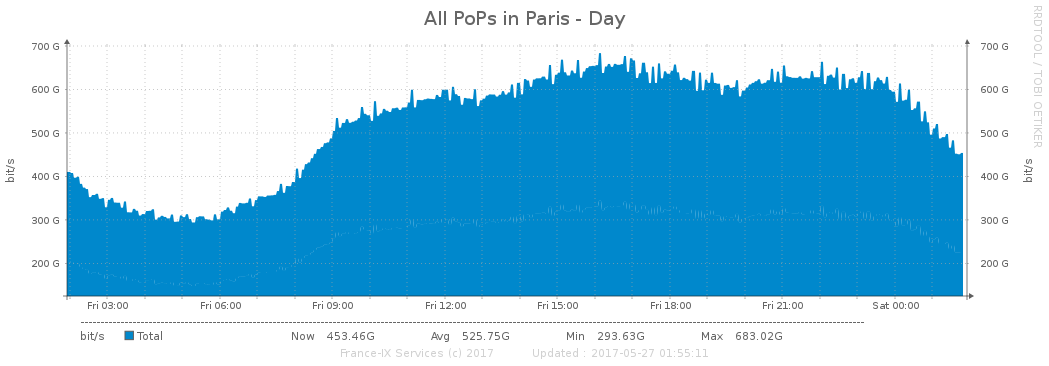 All PoPs in Paris - Day
RRDTOOL / TOBI OETIKER
bit/s
bit/s
700 G
700 G
600 G
600 G
500 G
500 G
400 G
400 G
300 G
300 G
200 G
200 G
Fri 03:00 Fri 06:00 Fri 09:00 Fri 12:00 Fri 15:00 Fri 18:00 Fri 21:00 Sat 00:00
bit/s Total Now 453.46G Avg 525.75G Min 293.63G Max 683.02G
France-IX Services (c) 2017 Updated : 2017-05-27 01:55:11